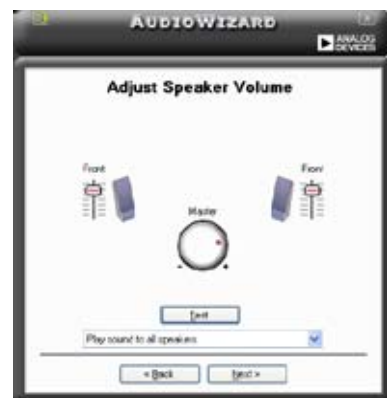 AUDIOWIZARD
ANALOG
DEVICES
Adjust Speaker Volume
Front
Front
Master
- +
Test
Play sound to all speakers
< Back
Next >